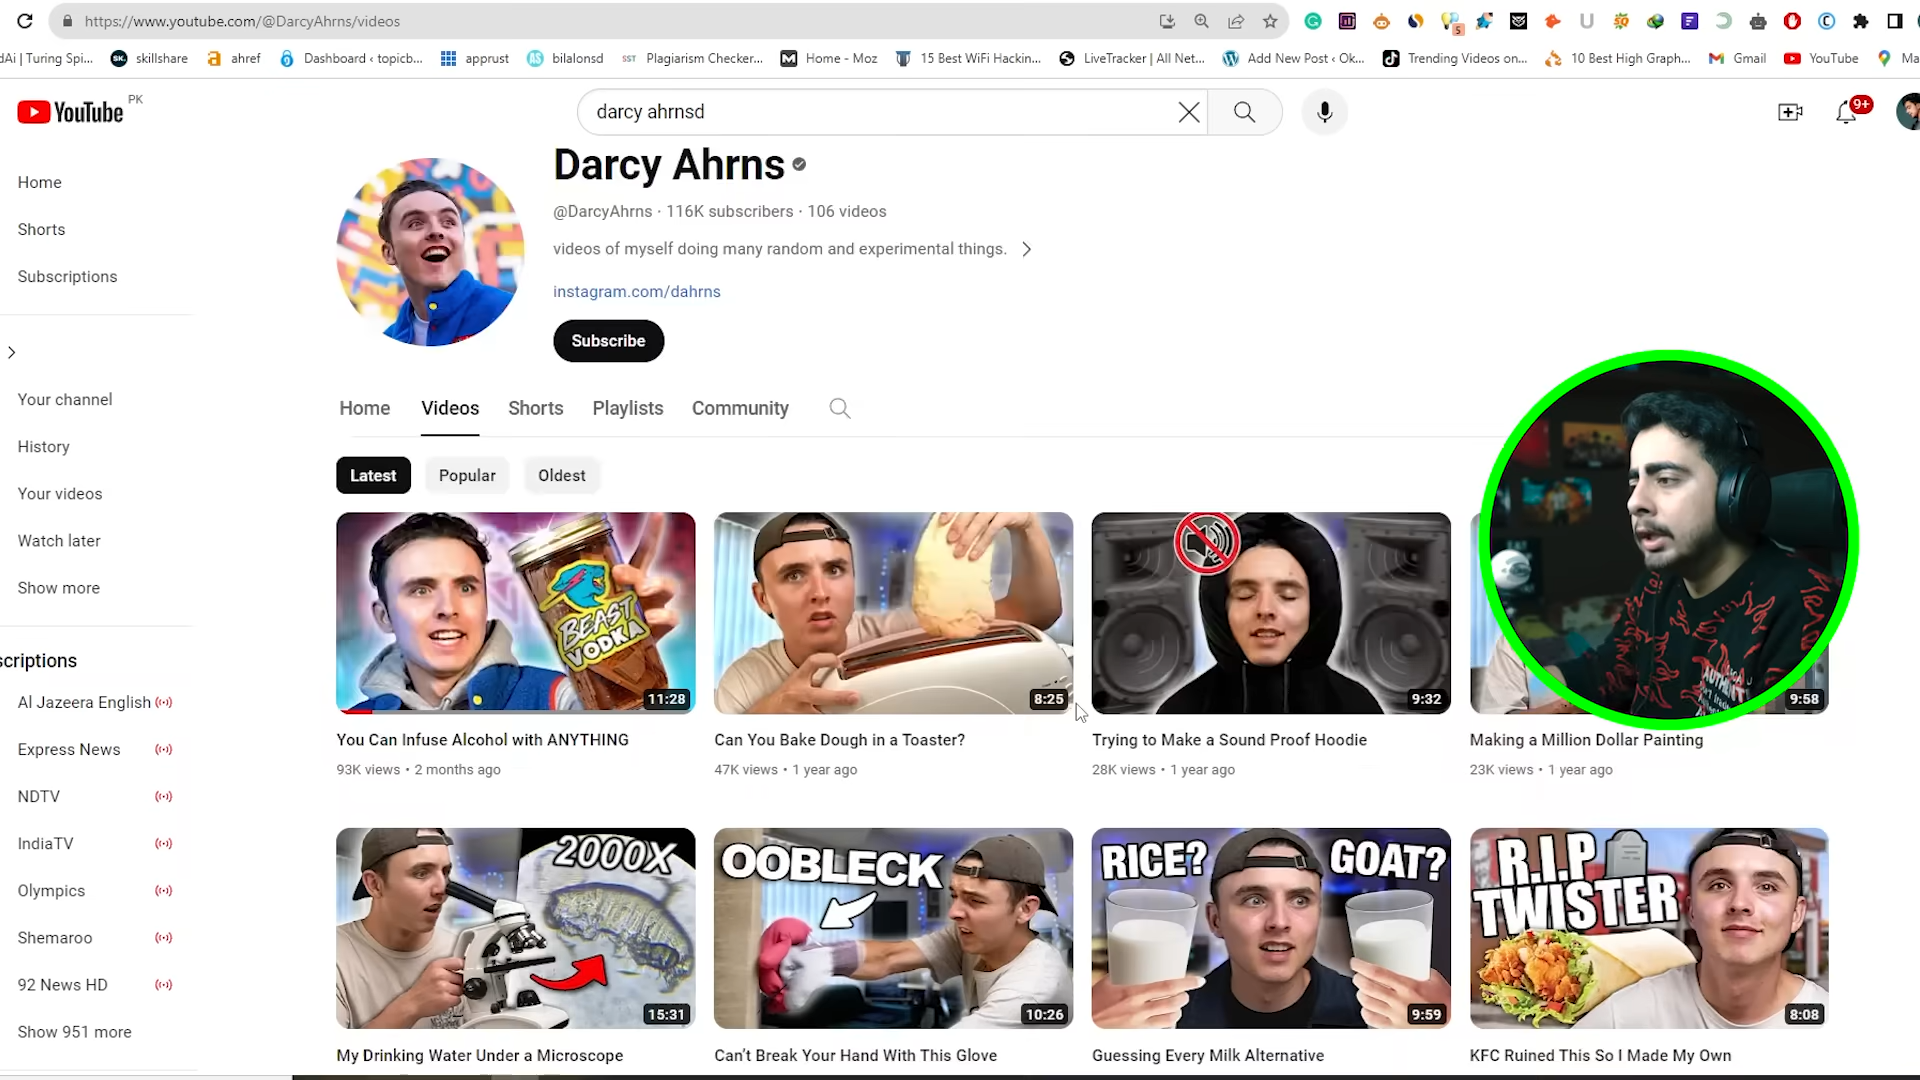 https://www.youtube.com/@DarcyAhrns/videos
5
dAi | Turing Spi...
SK.
skillshare
ahref
Dashboard ‹ topicb...
apprust
AS
bilalonsd
SST
Plagiarism Checker...
Home - Moz
15 Best WiFi Hackin...
LiveTracker | All Net...
Add New Post ‹ Ok...
Trending Videos on...
10 Best High Graph...
Gmail
YouTube
Ma
YouTube PK
darcy ahrnsd
9+
Darcy Ahrns
@DarcyAhrns · 116K subscribers · 106 videos
videos of myself doing many random and experimental things.
instagram.com/dahrns
Subscribe
Home
Shorts
Subscriptions
Your channel
History
Your videos
Watch later
Show more
scriptions
Al Jazeera English
Express News
NDTV
IndiaTV
Olympics
Shemaroo
92 News HD
Show 951 more
Home Videos Shorts Playlists Community
Latest Popular Oldest
BEAST
VODKA
11:28
8:25
9:32
9:58
You Can Infuse Alcohol with ANYTHING
93K views • 2 months ago
Can You Bake Dough in a Toaster?
47K views • 1 year ago
Trying to Make a Sound Proof Hoodie
28K views • 1 year ago
Making a Million Dollar Painting
23K views • 1 year ago
2000X
15:31
OOBLECK
10:26
RICE? GOAT?
9:59
R.I.P
TWISTER
8:08
My Drinking Water Under a Microscope
Can't Break Your Hand With This Glove
Guessing Every Milk Alternative
KFC Ruined This So I Made My Own